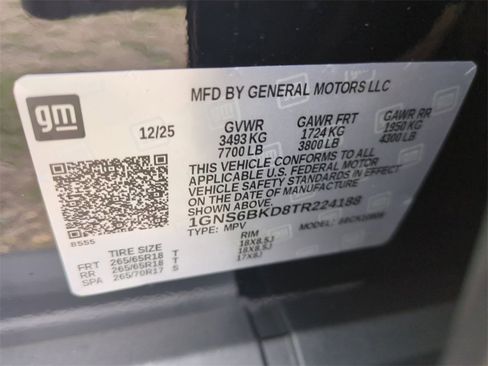 MFD BY GENERAL MOTORS LLC
gm
12/25
GVWR
3493 KG
7700 LB
GAWR FRT
1724 KG
3800 LB
GAWR RR
1950 KG
4300 LB
THIS VEHICLE CONFORMS TO ALL
APPLICABLE U.S. FEDERAL MOTOR
VEHICLE SAFETY STANDARDS IN EFFECT
ON THE DATE OF MANUFACTURE
SHOWN ABOVE.
1GNS6BKD8TR224188
TYPE: MPV
MODEL:
B555
TIRE SIZE
RIM
FRT 265/65R18 T 18X8.5J
RR 265/65R18 T 18X8.5J
SPA 265/70R17 S 17X8J